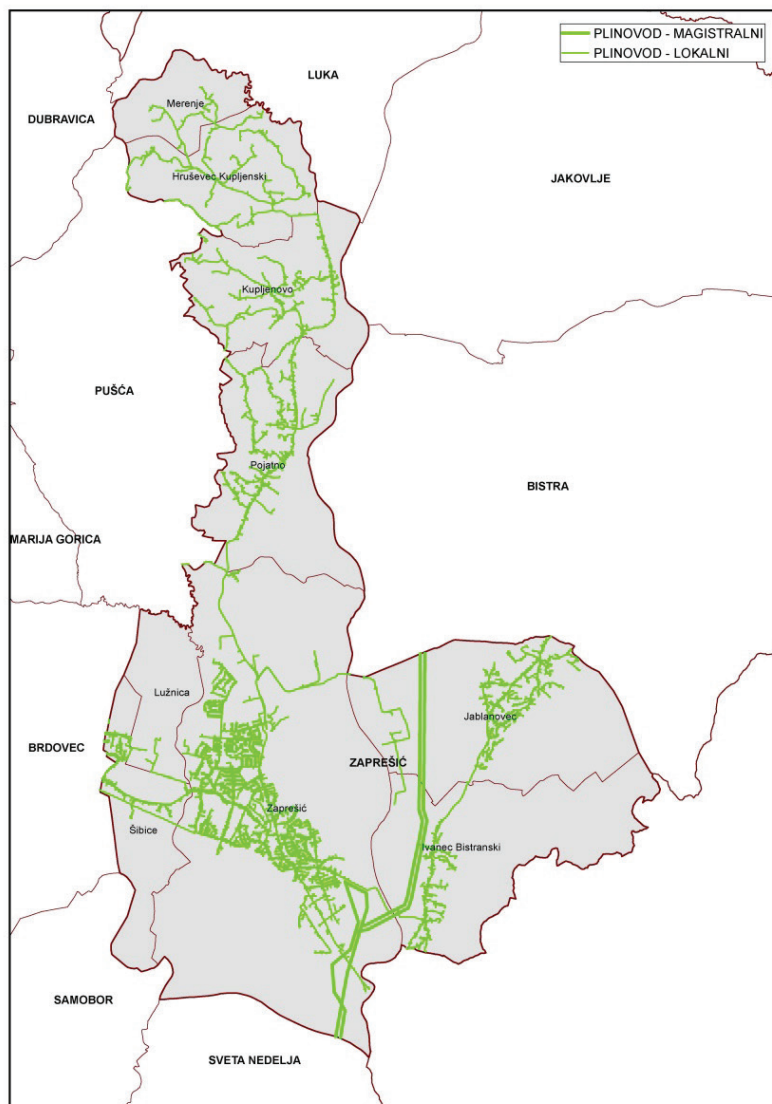 PLINOVOD - MAGISTRALNI
PLINOVOD - LOKALNI
LUKA
Merenje
DUBRAVICA
Hruševec Kupljenski
JAKOVLJE
Kupljenovo
PUŠĆA
Pojatno
BISTRA
MARIJA GORICA
Lužnica
Jablanovec
BRDOVEC
ZAPREŠIĆ
Zaprešić
Šibice
Ivanec Bistranski
SAMOBOR
SVETA NEDELJA